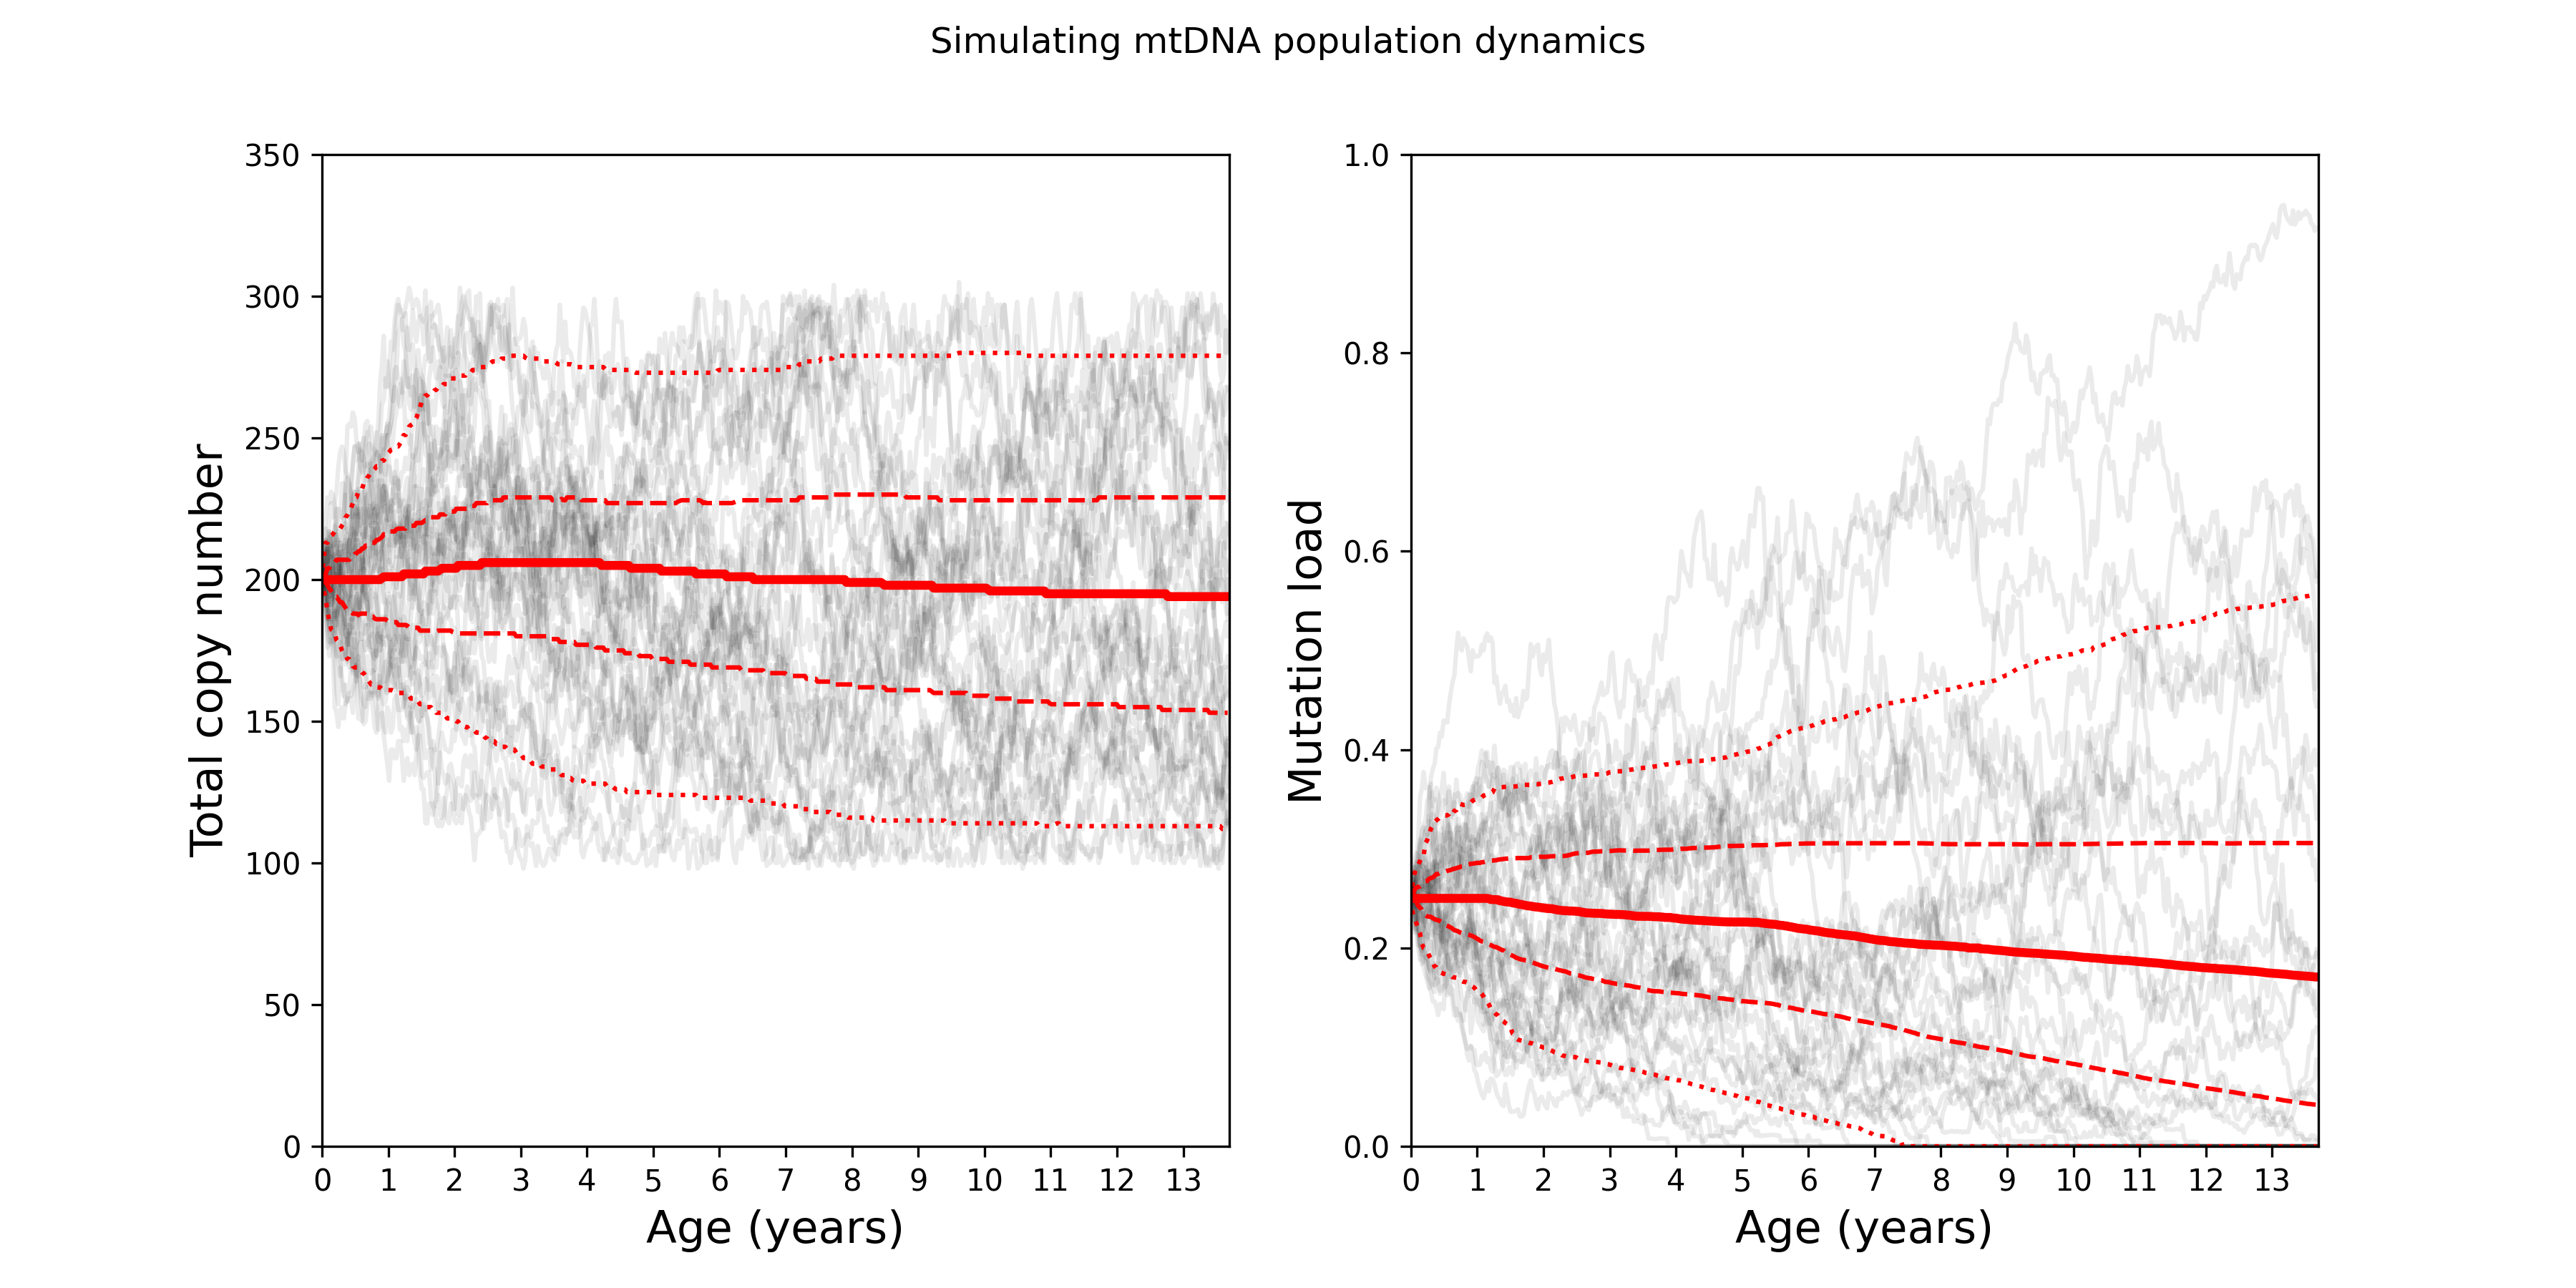 Simulating mtDNA population dynamics
Total copy number
350
300
250
200
150
100
50
0
0 1 2 3 4 5 6 7 8 9 10 11 12 13
Age (years)
Mutation load
1.0
0.8
0.6
0.4
0.2
0.0
0 1 2 3 4 5 6 7 8 9 10 11 12 13
Age (years)